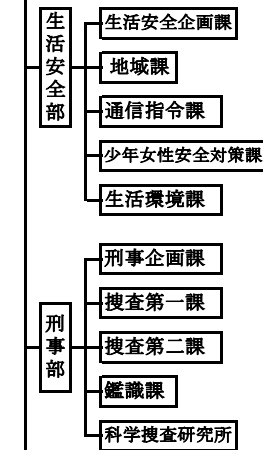 生活安全部
生活安全企画課
地域課
通信指令課
少年女性安全対策課
生活環境課
刑事部
刑事企画課
捜査第一課
捜査第二課
鑑識課
科学捜査研究所